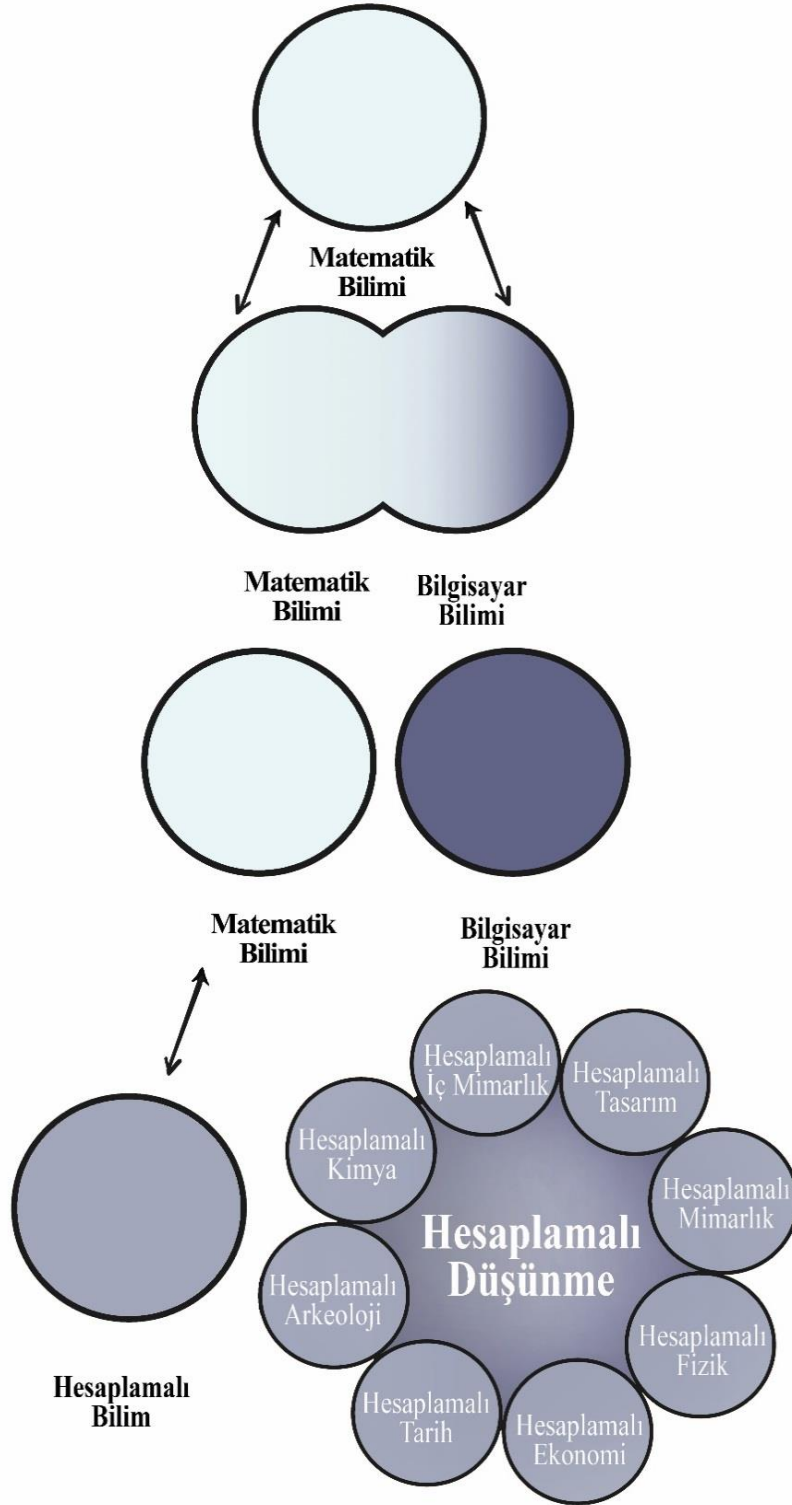 Matematik
Bilimi
Matematik
Bilimi
Bilgisayar
Bilimi
Matematik
Bilimi
Bilgisayar
Bilimi
Hesaplamalı
İç Mimarlık
Hesaplamalı
Tasarım
Hesaplamalı
Kimya
Hesaplamalı
Mimarlık
Hesaplamalı
Düşünme
Hesaplamalı
Arkeoloji
Hesaplamalı
Fizik
Hesaplamalı
Bilim
Hesaplamalı
Tarih
Hesaplamalı
Ekonomi